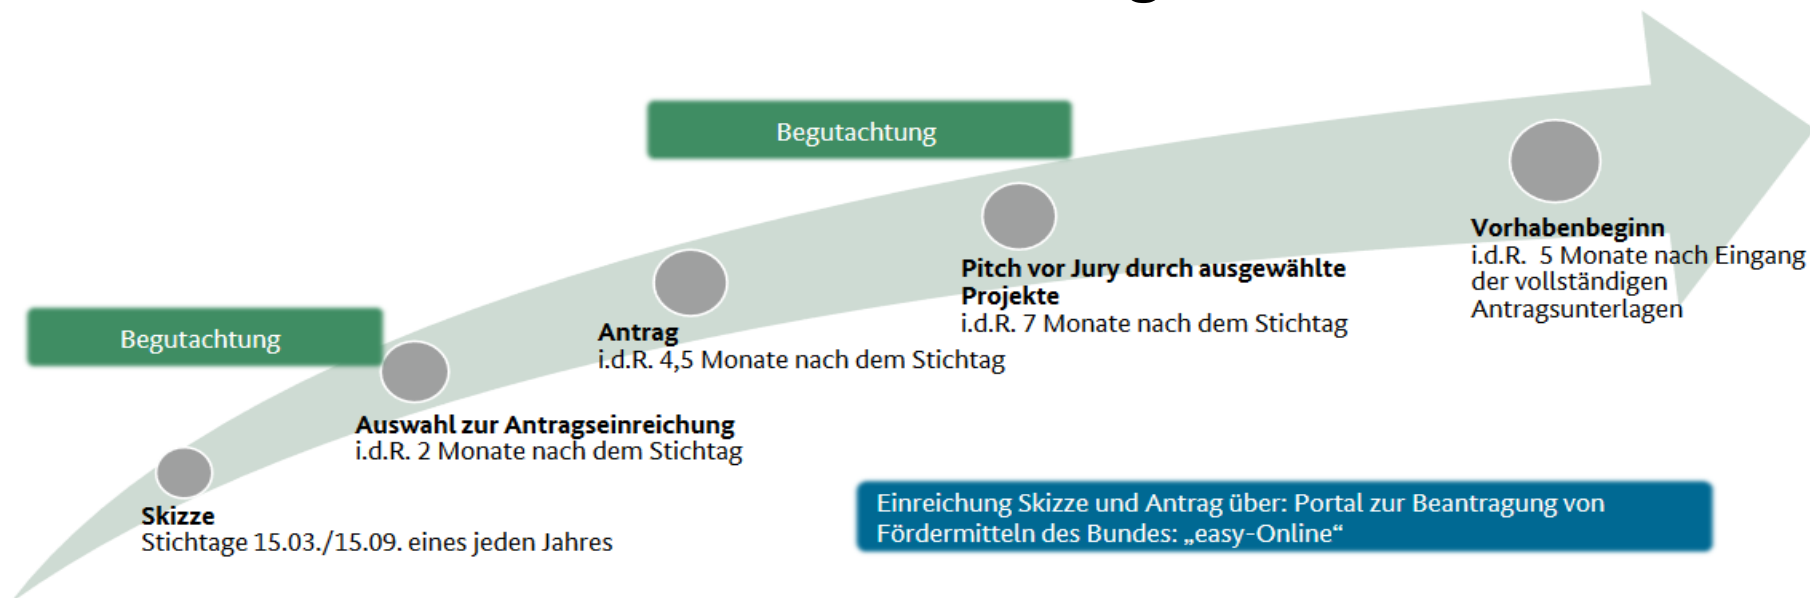 Begutachtung
Begutachtung
Skizze
Stichtage 15.03./15.09. eines jeden Jahres
Auswahl zur Antragseinreichung
i.d.R. 2 Monate nach dem Stichtag
Antrag
i.d.R. 4,5 Monate nach dem Stichtag
Pitch vor Jury durch ausgewählte
Projekte
i.d.R. 7 Monate nach dem Stichtag
Vorhabenbeginn
i.d.R. 5 Monate nach Eingang
der vollständigen
Antragsunterlagen
Einreichung Skizze und Antrag über: Portal zur Beantragung von
Fördermitteln des Bundes: „easy-Online“